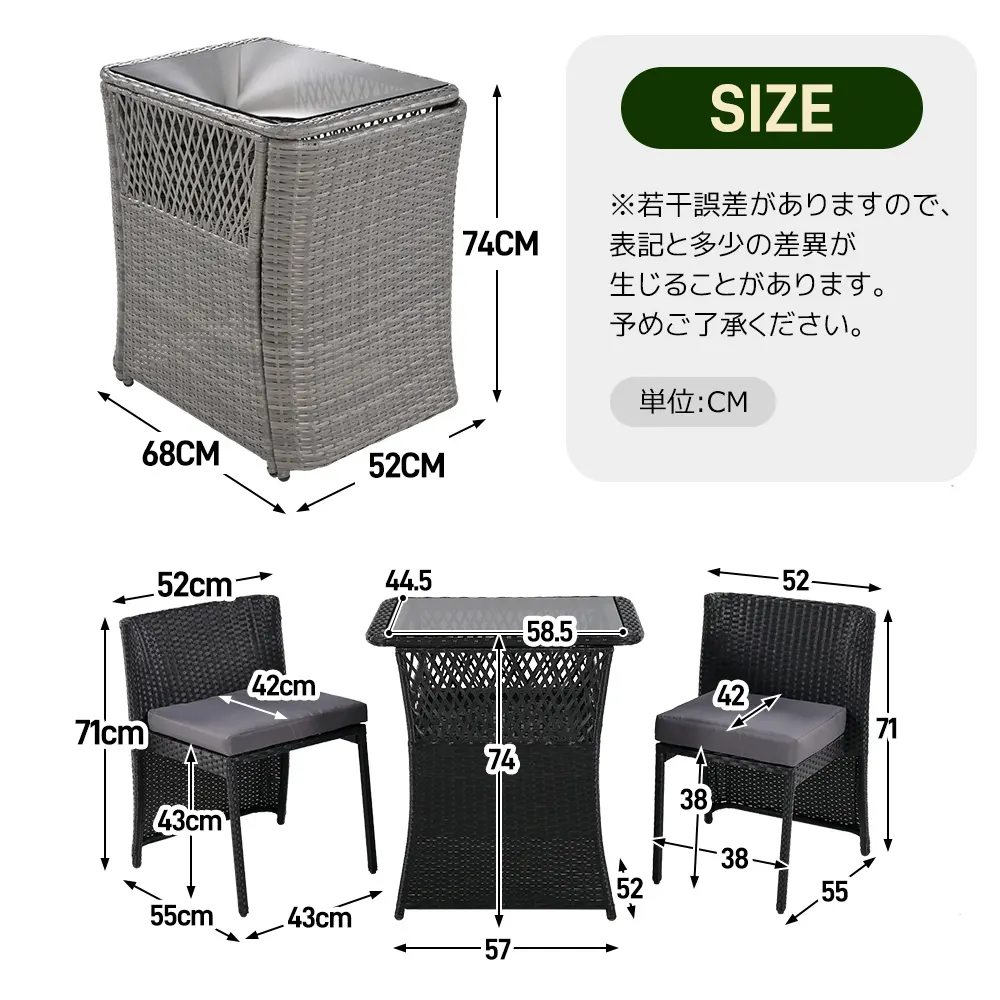 SIZE
※若干誤差がありますので、
表記と多少の差異が
生じることがあります。
予めご了承ください。
単位:CM
74CM
68CM
52CM
52cm
42cm
71cm
43cm
55cm
43cm
44.5
58.5
74
52
57
52
42
71
38
38
55